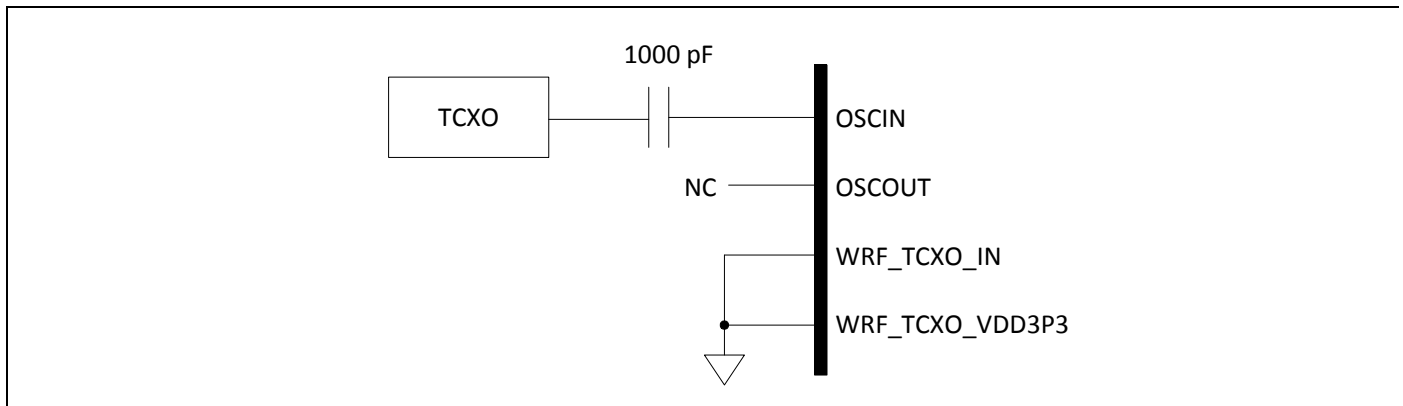 1000 pF
TCXO
OSCIN
NC
OSCOUT
WRF_TCXO_IN
WRF_TCXO_VDD3P3